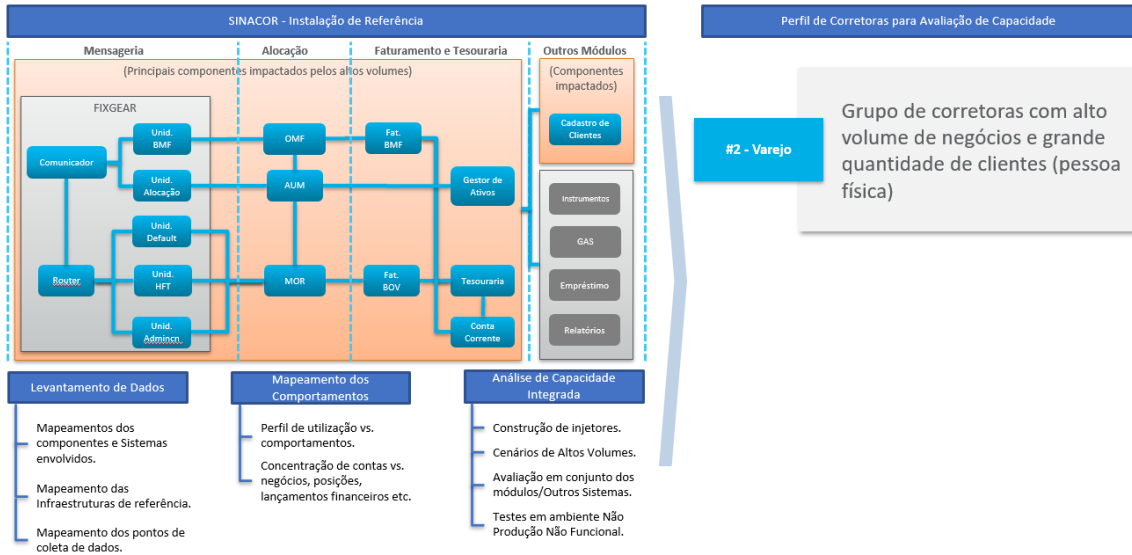 SINACOR - Instalação de Referência
Mensageria
Alocação
Faturamento e Tesouraria
Outros Módulos
(Principais componentes impactados pelos altos volumes)
(Componentes
impactados)
FIXGEAR
Comunicador
Router
Unid.
BMF
Unid.
Alocação
Unid.
Default
Unid.
HFT
Unid.
Admincn
OMF
AUM
MOR
Fat.
BMF
Fat.
BOV
Gestor de
Ativos
Tesouraria
Conta
Corrente
Cadastro de
Clientes
Instrumentos
GAS
Empréstimo
Relatórios
Perfil de Corretoras para Avaliação de Capacidade
#2 - Varejo
Grupo de corretoras com alto
volume de negócios e grande
quantidade de clientes (pessoa
física)
Levantamento de Dados
Mapeamentos dos
componentes e Sistemas
envolvidos.
Mapeamento das
Infraestruturas de referência.
Mapeamento dos pontos de
coleta de dados.
Mapeamento dos
Comportamentos
Perfil de utilização vs.
comportamentos.
Concentração de contas vs.
negócios, posições,
lançamentos financeiros etc.
Análise de Capacidade
Integrada
Construção de injetores.
Cenários de Altos Volumes.
Avaliação em conjunto dos
módulos/Outros Sistemas.
Testes em ambiente Não
Produção Não Funcional.